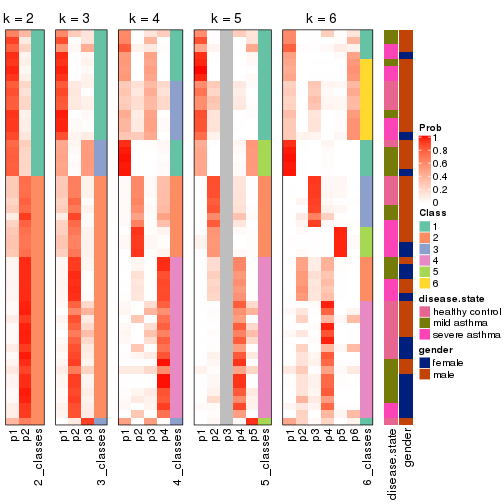 k = 2 k = 3 k = 4 k = 5 k = 6
Prob
1
0.8
0.6
0.4
0.2
0
Class
1
2
3
4
5
6
disease.state
healthy control
mild asthma
severe asthma
gender
female
male
p1 p2 2_classes p1 p2 p3 3_classes p1 p2 p3 p4 4_classes p1 p2 p3 p4 p5 5_classes p1 p2 p3 p4 p5 p6 6_classes disease.state gender